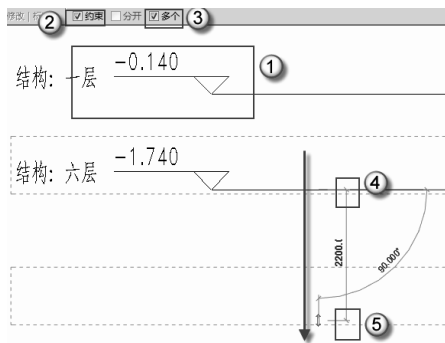 修改 | 标 ② 约束 分开 多个 ③
结构: 一层 -0.140 ①
结构: 六层 -1.740
④
2200.0
90.000°
⑤